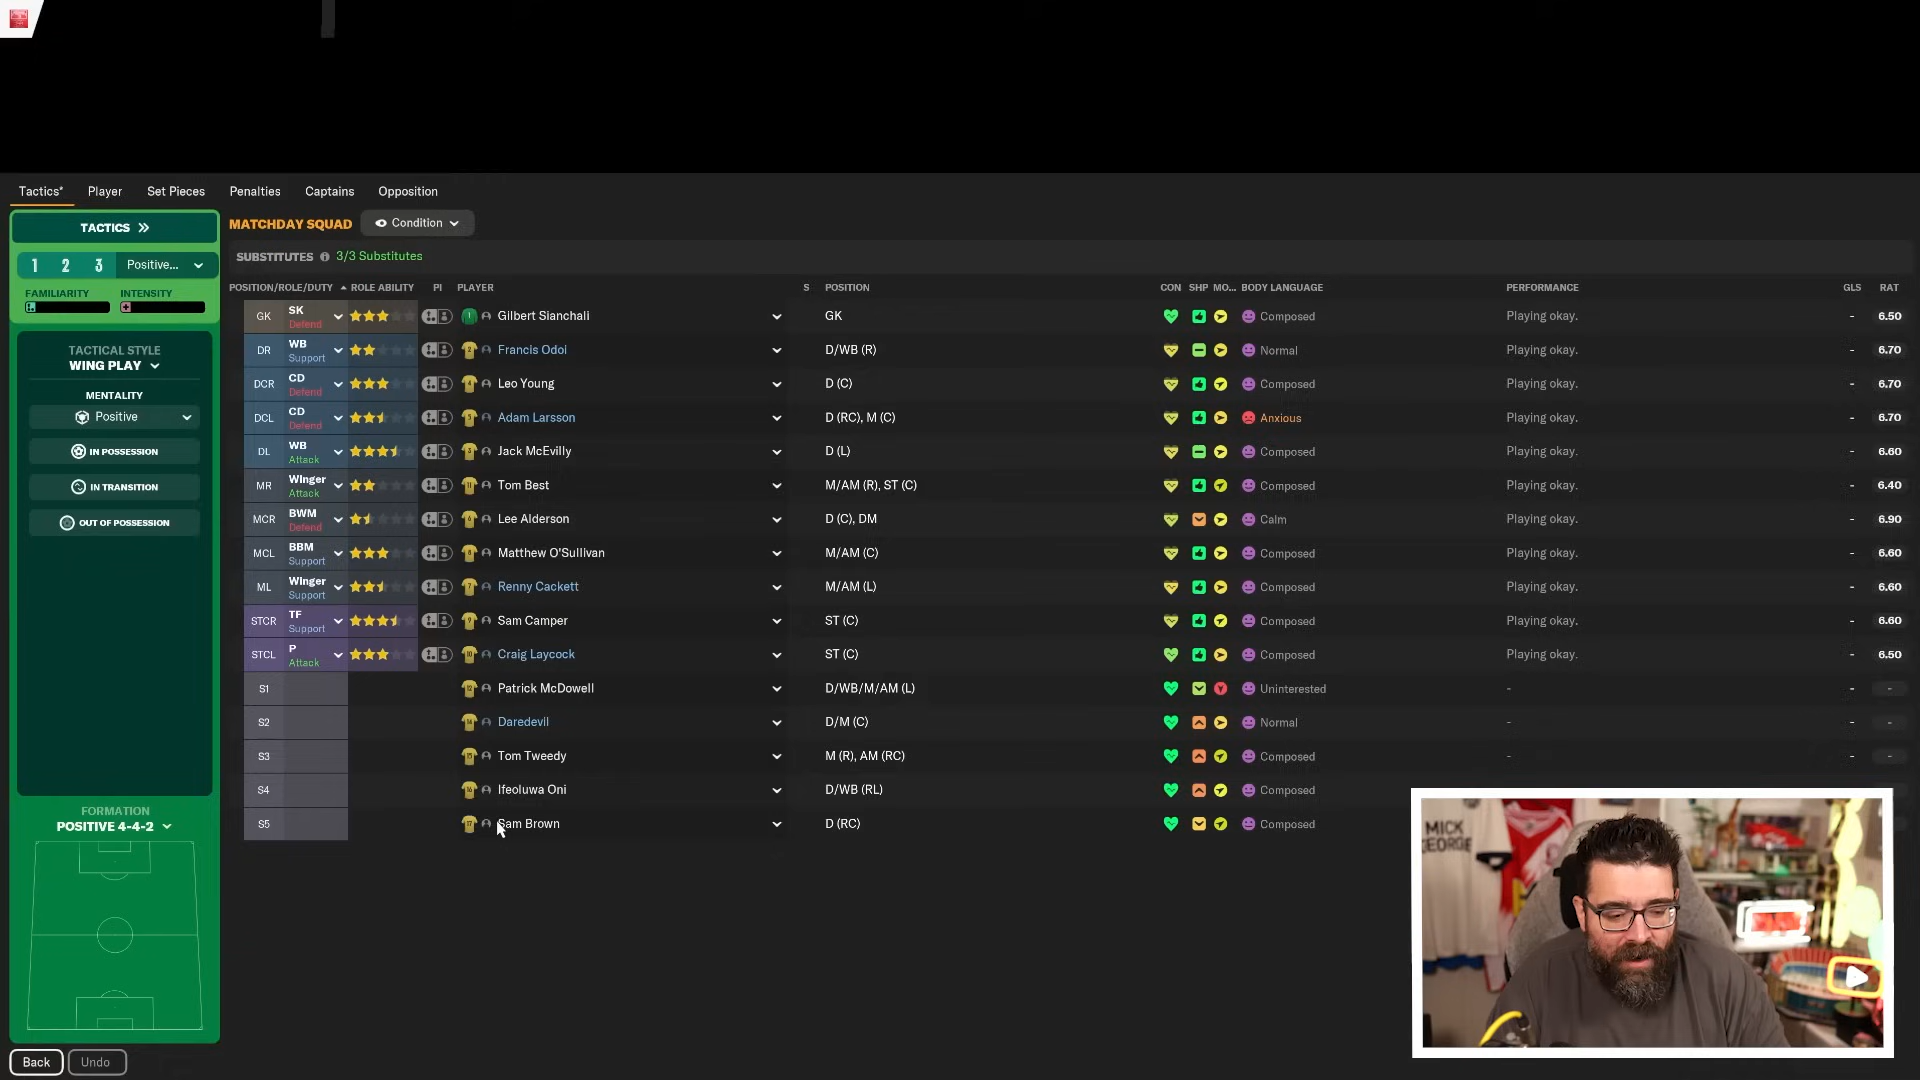 Tactics* Player Set Pieces Penalties Captains Opposition
TACTICS
MATCHDAY SQUAD Condition
SUBSTITUTES 3/3 Substitutes
1 2 3 Positive...
FAMILIARITY INTENSITY
POSITION/ROLE/DUTY ROLE ABILITY PI PLAYER S POSITION CON SHP MO... BODY LANGUAGE PERFORMANCE GLS RAT
GK SK Defend Gilbert Sianchali GK Composed Playing okay. - 6.50
DR WB Support Francis Odoi D/WB (R) Normal Playing okay. - 6.70
DCR CD Defend Leo Young D (C) Composed Playing okay. - 6.70
DCL CD Defend Adam Larsson D (RC), M (C) Anxious Playing okay. - 6.70
DL WB Attack Jack McEvilly D (L) Composed Playing okay. - 6.60
MR Winger Attack Tom Best M/AM (R), ST (C) Composed Playing okay. - 6.40
MCR BWM Defend Lee Alderson D (C), DM Calm Playing okay. - 6.90
MCL BBM Support Matthew O'Sullivan M/AM (C) Composed Playing okay. - 6.60
ML Winger Support Renny Cackett M/AM (L) Composed Playing okay. - 6.60
STCR TF Support Sam Camper ST (C) Composed Playing okay. - 6.60
STCL P Attack Craig Laycock ST (C) Composed Playing okay. - 6.50
S1 Patrick McDowell D/WB/M/AM (L) Uninterested - - -
S2 Daredevil D/M (C) Normal - - -
S3 Tom Tweedy M (R), AM (RC) Composed - - -
S4 Ifeoluwa Oni D/WB (RL) Composed
S5 Sam Brown D (RC) Composed
TACTICAL STYLE
WING PLAY
MENTALITY
Positive
IN POSSESSION
IN TRANSITION
OUT OF POSSESSION
FORMATION
POSITIVE 4-4-2
Back Undo
MICK
GEORGE